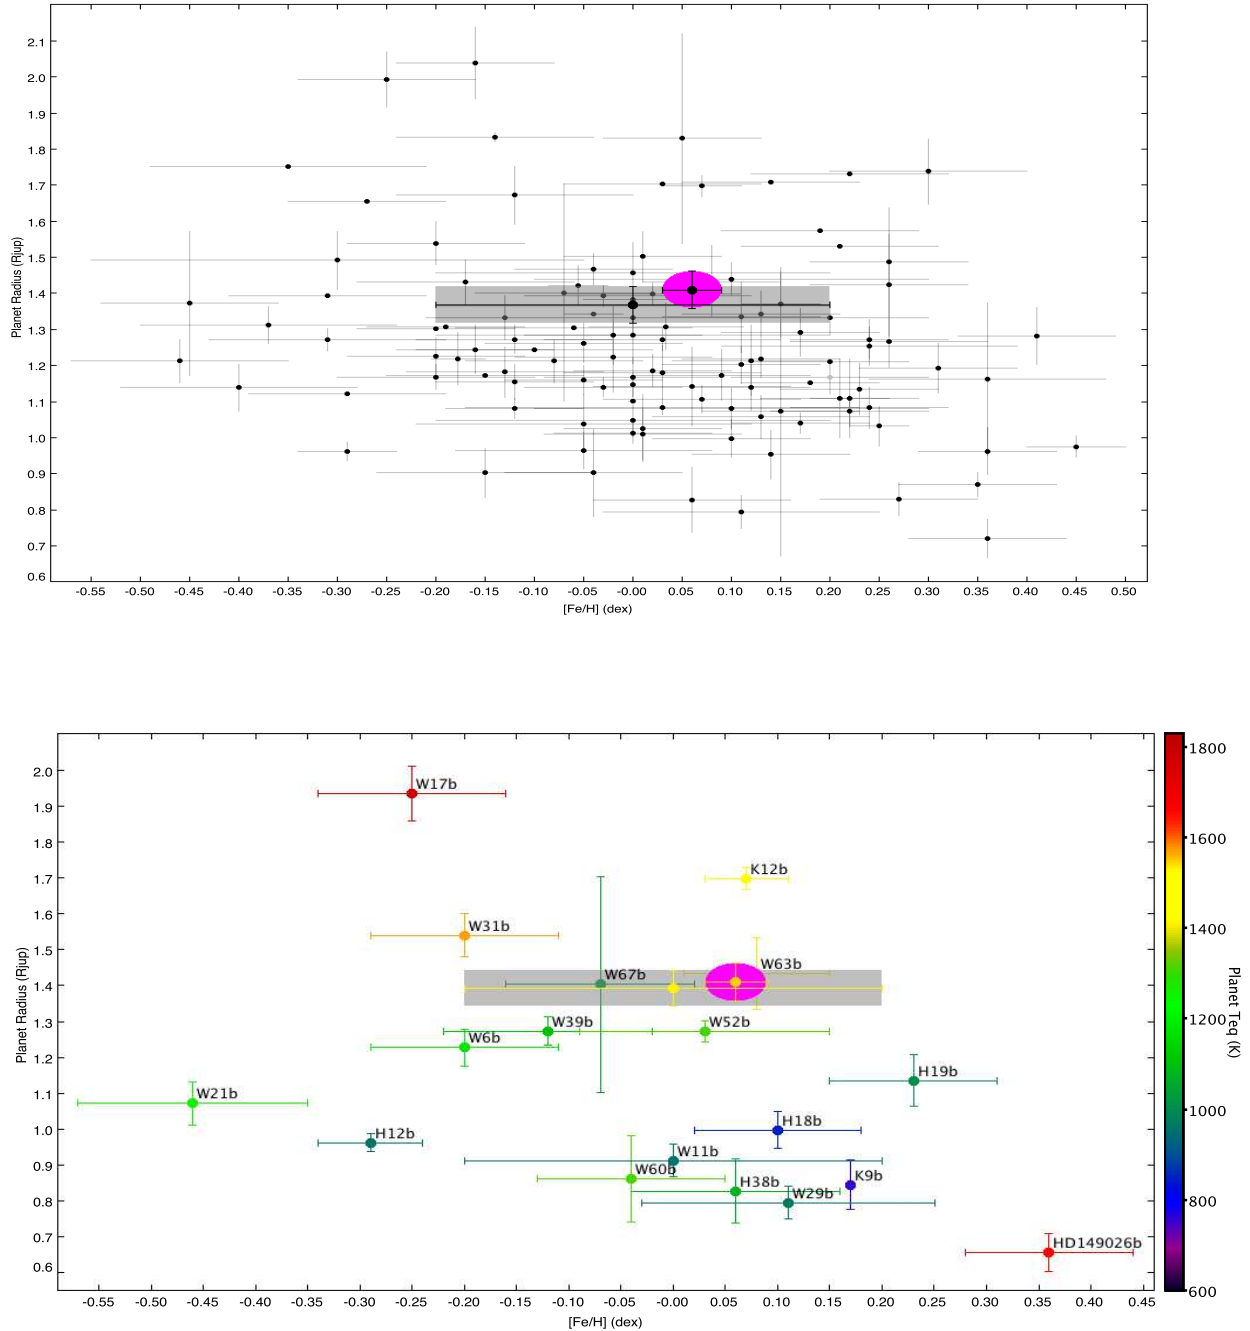 Planet Radius (Rjup)
2.1
2.0
1.9
1.8
1.7
1.6
1.5
1.4
1.3
1.2
1.1
1.0
0.9
0.8
0.7
0.6
-0.55 -0.50 -0.45 -0.40 -0.35 -0.30 -0.25 -0.20 -0.15 -0.10 -0.05 -0.00 0.05 0.10 0.15 0.20 0.25 0.30 0.35 0.40 0.45 0.50
[Fe/H] (dex)
Planet Radius (Rjup)
2.0
1.9
1.8
1.7
1.6
1.5
1.4
1.3
1.2
1.1
1.0
0.9
0.8
0.7
0.6
W17b
K12b
W31b
W63b
W67b
W39b
W52b
W6b
H19b
W21b
H18b
H12b
W11b
W60b
K9b
H38b
W29b
HD149026b
-0.55 -0.50 -0.45 -0.40 -0.35 -0.30 -0.25 -0.20 -0.15 -0.10 -0.05 -0.00 0.05 0.10 0.15 0.20 0.25 0.30 0.35 0.40 0.45
[Fe/H] (dex)
1800
1600
1400
1200
1000
800
600
Planet Teq (K)